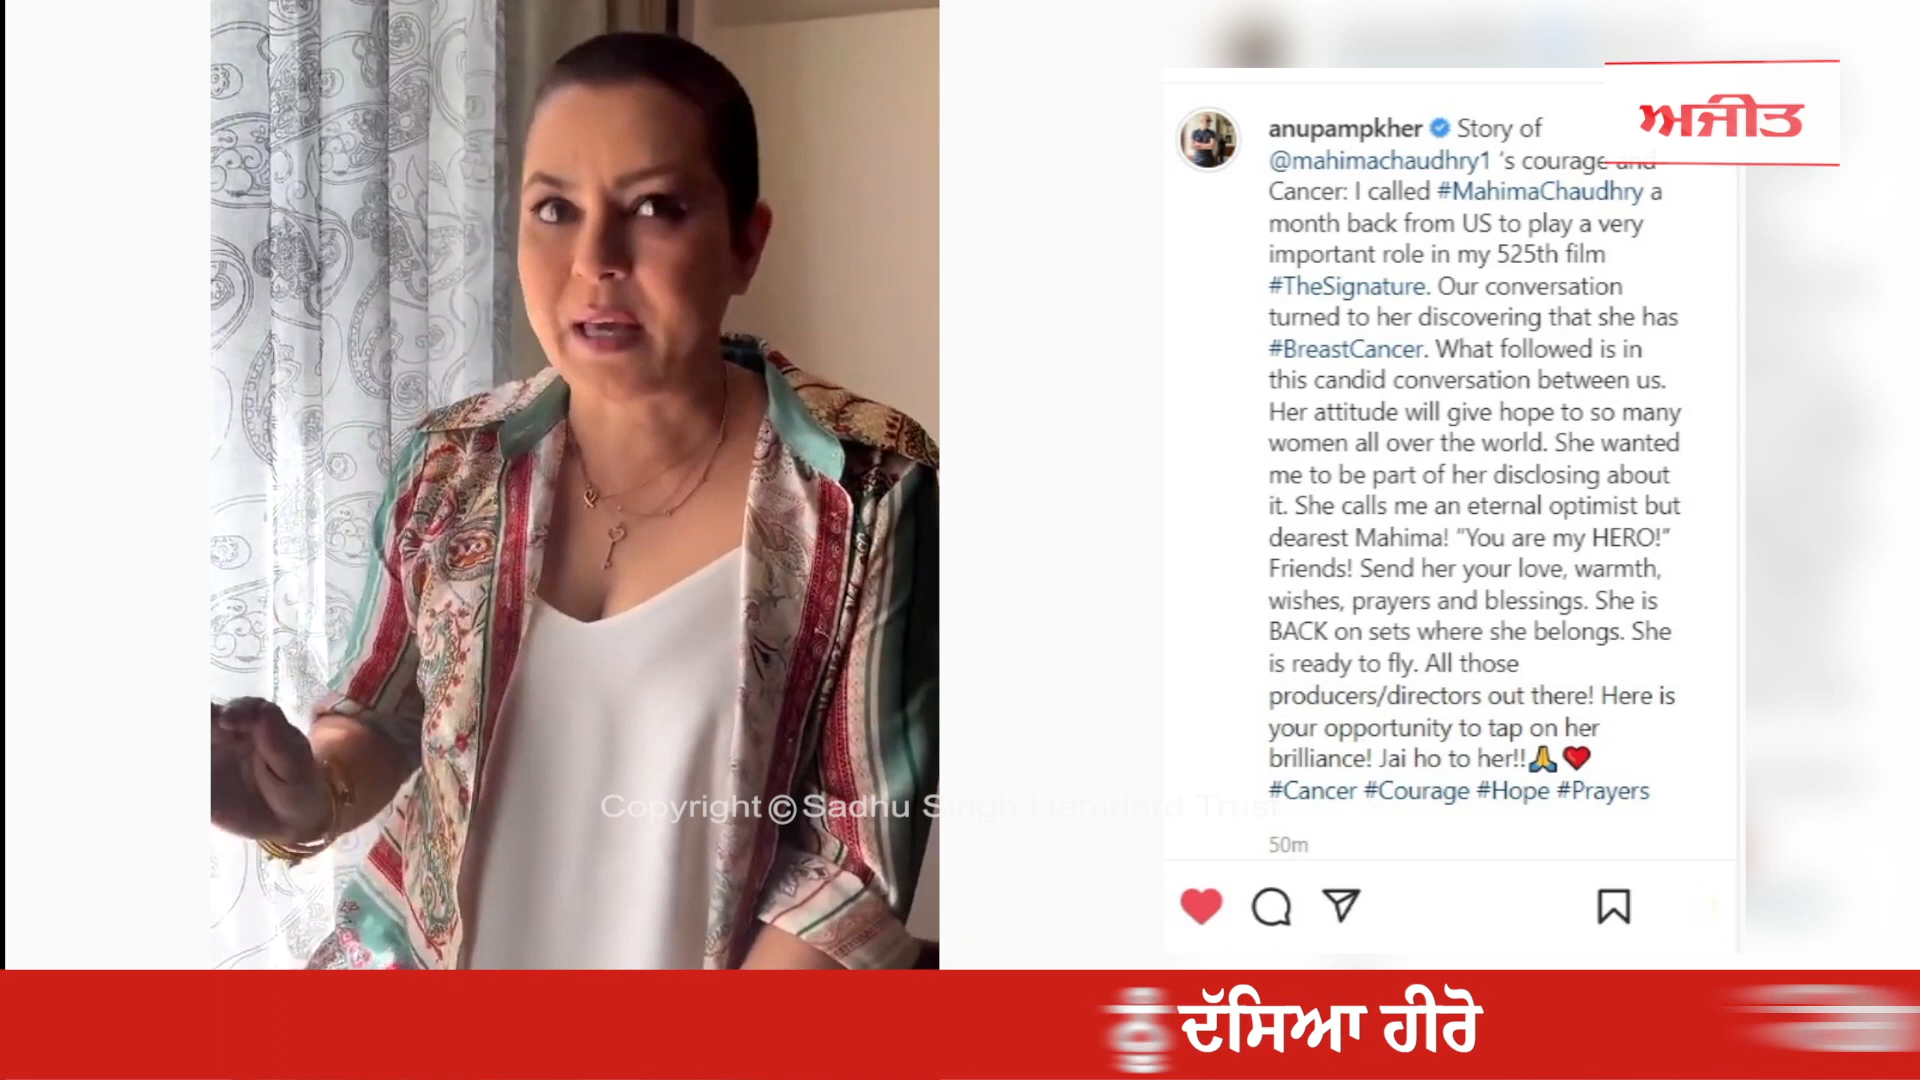 ਅਜੀਤ
anupampkher Story of
@mahimachaudhry1 's courage and
Cancer: I called #MahimaChaudhry a
month back from US to play a very
important role in my 525th film
#TheSignature. Our conversation
turned to her discovering that she has
#BreastCancer. What followed is in
this candid conversation between us.
Her attitude will give hope to so many
women all over the world. She wanted
me to be part of her disclosing about
it. She calls me an eternal optimist but
dearest Mahima! “You are my HERO!”
Friends! Send her your love, warmth,
wishes, prayers and blessings. She is
BACK on sets where she belongs. She
is ready to fly. All those
producers/directors out there! Here is
your opportunity to tap on her
brilliance! Jai ho to her!!🙏❤️
#Cancer #Courage #Hope #Prayers
50m
Copyright © Sadhu Singh Hamdard Trust
ਦੱਸਿਆ ਹੀਰੋ